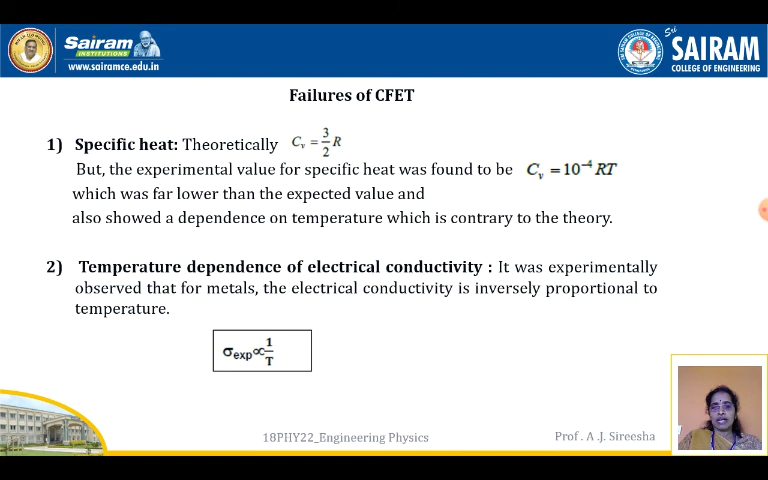 Sairam
INSTITUTIONS
www.sairamce.edu.in
Sri
SAIRAM
COLLEGE OF ENGINEERING
Failures of CFET
1) Specific heat: Theoretically C_v = 3/2 R
But, the experimental value for specific heat was found to be C_v = 10⁻⁴ RT
which was far lower than the expected value and
also showed a dependence on temperature which is contrary to the theory.
2) Temperature dependence of electrical conductivity : It was experimentally
observed that for metals, the electrical conductivity is inversely proportional to
temperature.
σ_exp ∝ 1/T
18PHY22_Engineering Physics
Prof. A.J. Sireesha